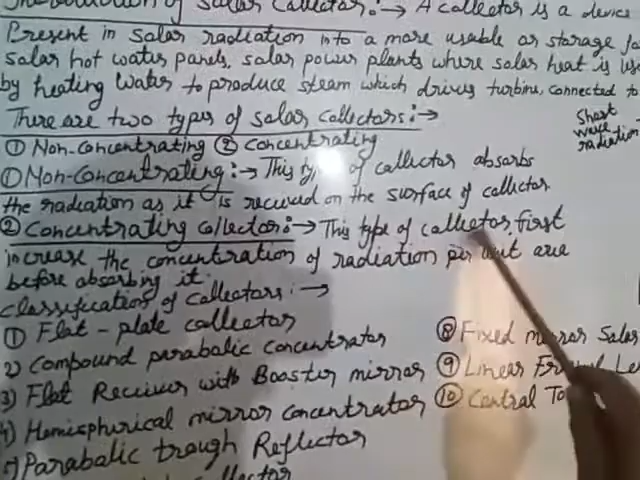 Introduction of Solar Collector:→ A collector is a device
Present in solar radiation into a more usable or storage
solar hot water panels, solar power plants where solar heat is
by heating water to produce steam which drives turbine, connected to
There are two types of solar collectors:→
Short
wave
radiation
① Non-Concentrating ② Concentrating
① Non-Concentrating:→ This of collector absorbs
the radiation as it is received on the surface of collector
② Concentrating collector:→ This type of collector, first
increase the concentration of radiation per unit area
before absorbing it.
classification of Collectors:→
① Flat-plate collector
2) Compound parabolic concentrator
3) Flat Receiver with Booster mirror
4) Hemispherical mirror Concentrator
5) Parabolic trough Reflector
collector
⑧ Fixed mirror Solar
⑨ Linear
⑩ Central